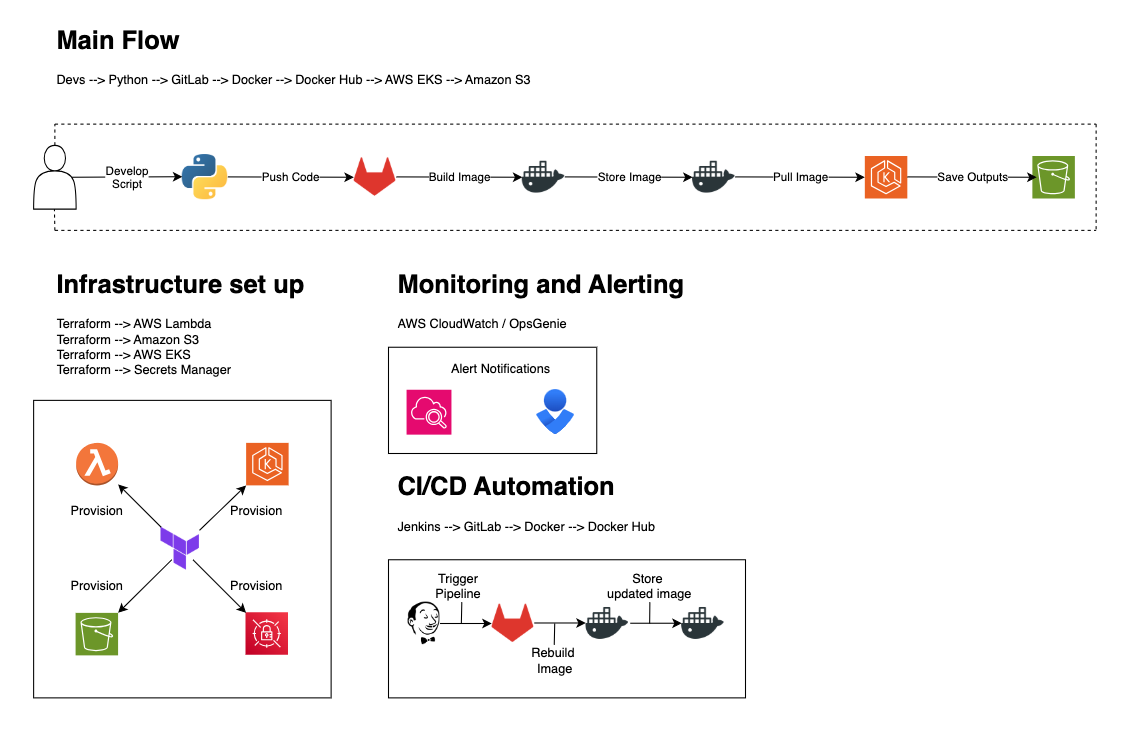 Main Flow
Devs --> Python --> GitLab --> Docker --> Docker Hub --> AWS EKS --> Amazon S3
Develop
Script
Push Code
Build Image
Store Image
Pull Image
Save Outputs
Infrastructure set up
Terraform --> AWS Lambda
Terraform --> Amazon S3
Terraform --> AWS EKS
Terraform --> Secrets Manager
Provision
Provision
Provision
Provision
Monitoring and Alerting
AWS CloudWatch / OpsGenie
Alert Notifications
CI/CD Automation
Jenkins --> GitLab --> Docker --> Docker Hub
Trigger
Pipeline
Store
updated image
Rebuild
Image